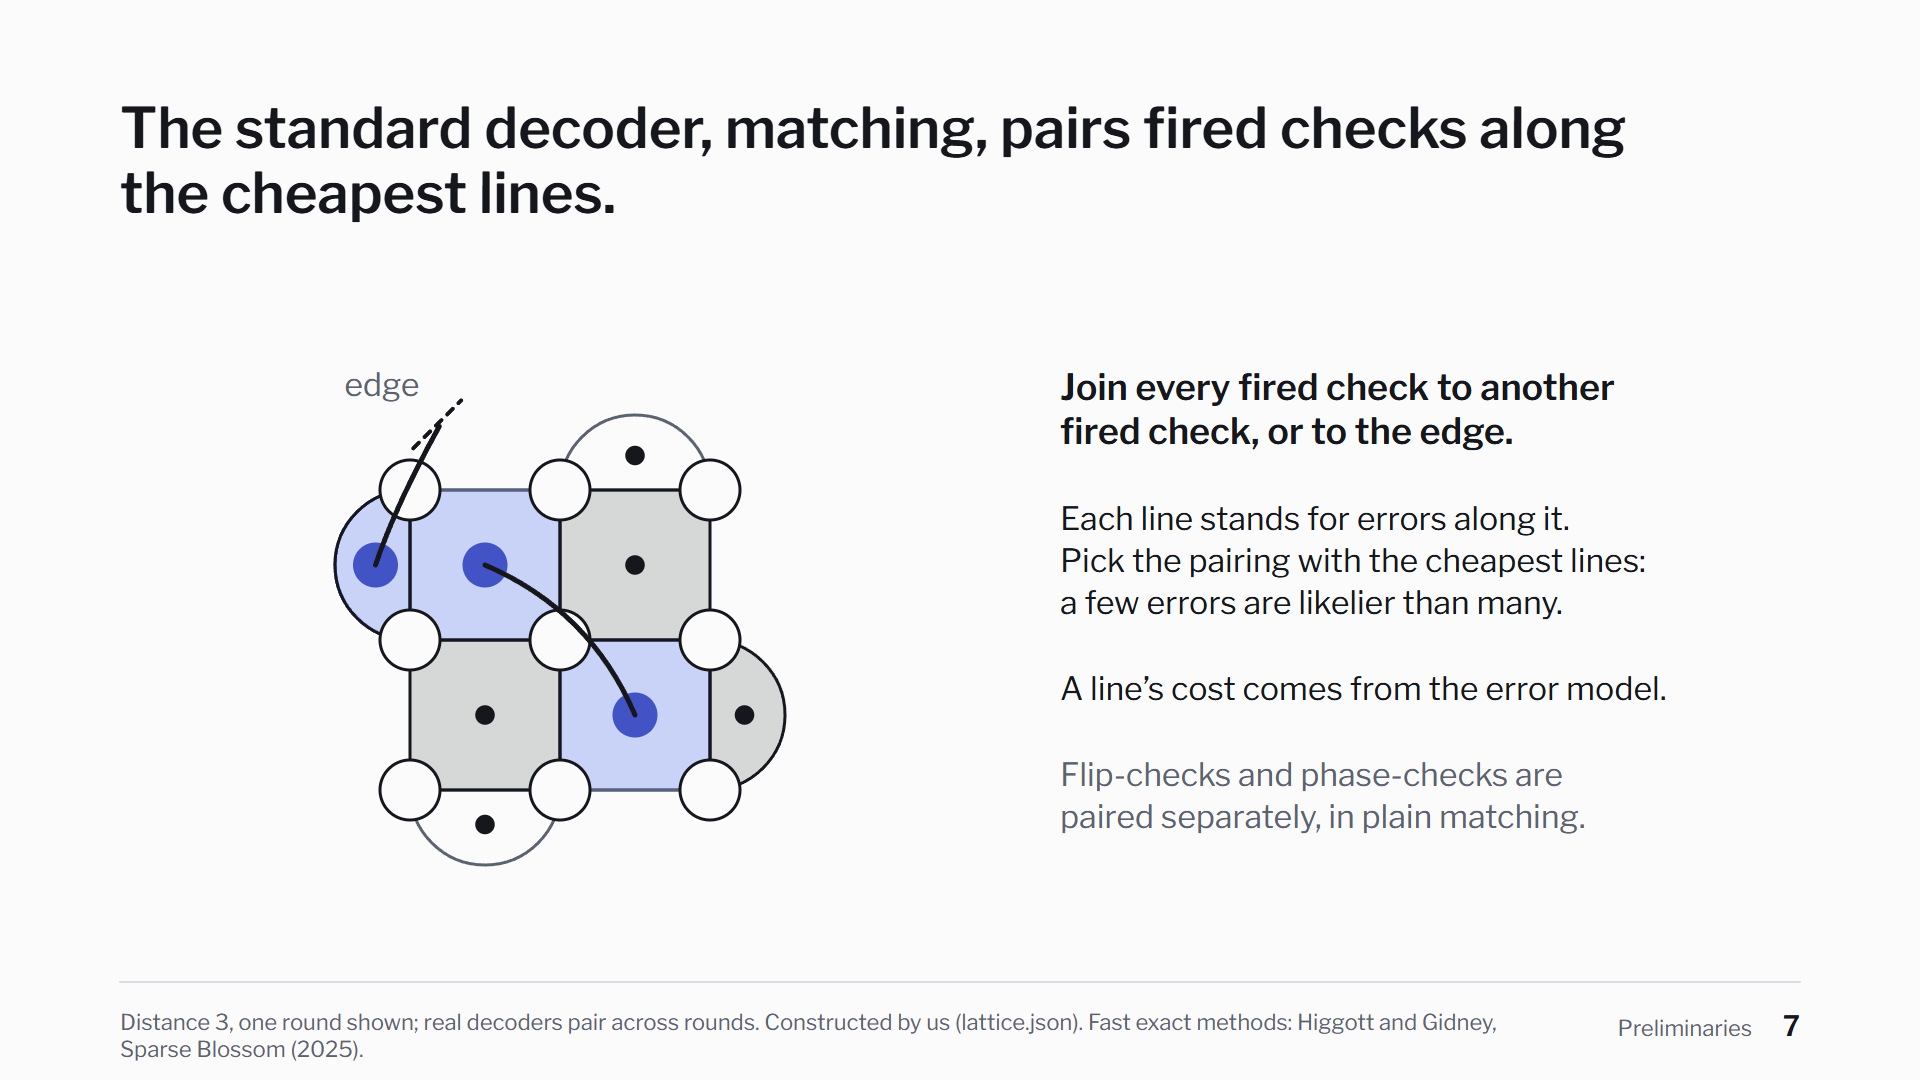 The standard decoder, matching, pairs fired checks along
the cheapest lines.
edge
Join every fired check to another
fired check, or to the edge.
Each line stands for errors along it.
Pick the pairing with the cheapest lines:
a few errors are likelier than many.
A line’s cost comes from the error model.
Flip-checks and phase-checks are
paired separately, in plain matching.
Distance 3, one round shown; real decoders pair across rounds. Constructed by us (lattice.json). Fast exact methods: Higgott and Gidney,
Sparse Blossom (2025).
Preliminaries 7